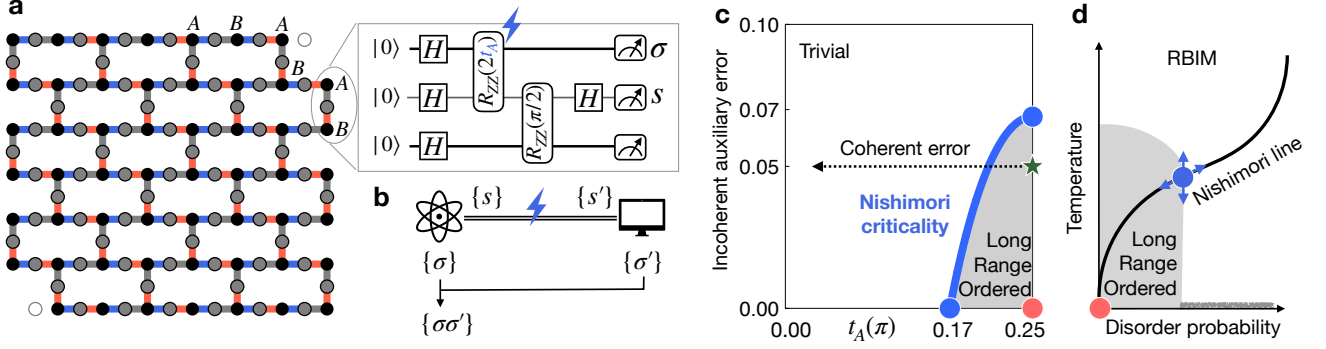 a
A B A
B
A
B
|0⟩ H R_ZZ(2t_A) σ
|0⟩ H R_ZZ(π/2) H s
|0⟩ H
b
{s} {s′}
{σ} {σ′}
{σσ′}
c
Incoherent auxiliary error
0.10
0.07
0.05
0.00
Trivial
Coherent error
Nishimori
criticality
Long
Range
Ordered
0.00 t_A(π) 0.17 0.25
d
RBIM
Temperature
Nishimori line
Long
Range
Ordered
Disorder probability